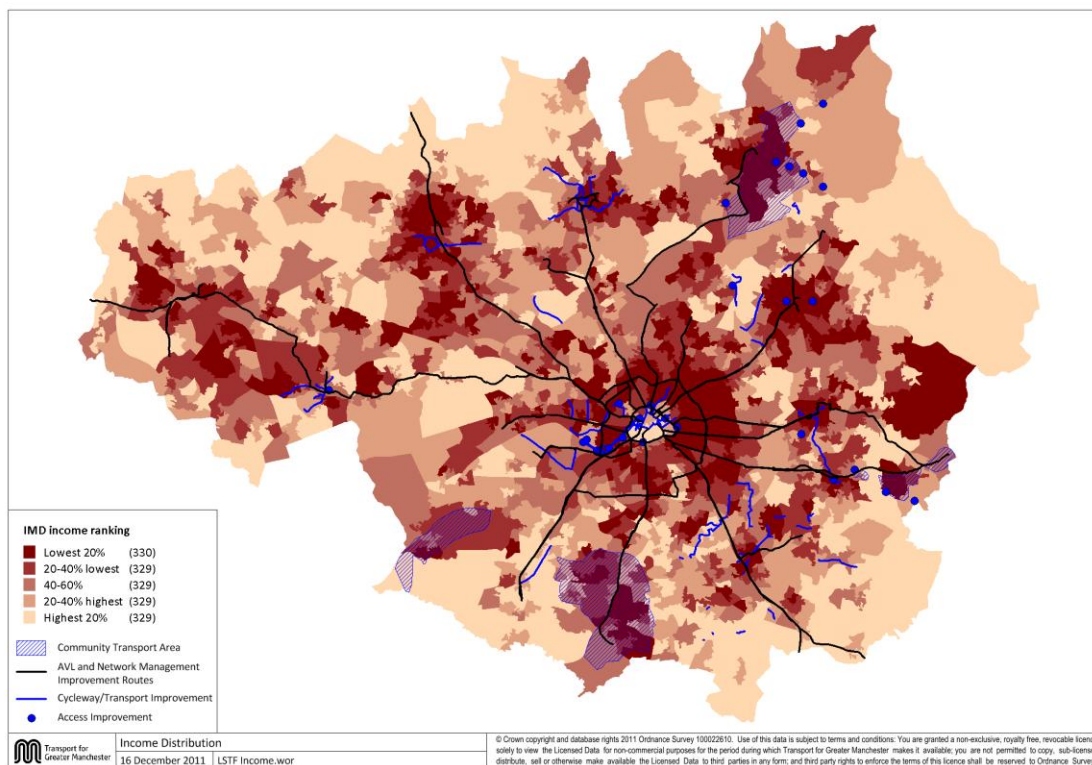 IMD income ranking
Lowest 20% (330)
20-40% lowest (329)
40-60% (329)
20-40% highest (329)
Highest 20% (329)
Community Transport Area
AVL and Network Management
Improvement Routes
Cycleway/Transport Improvement
Access Improvement
Transport for
Greater Manchester
Income Distribution
16 December 2011 LSTF Income.wor
© Crown copyright and database rights 2011 Ordnance Survey 100022610. Use of this data is subject to terms and conditions: You are granted a non-exclusive, royalty free, revocable licenc
solely to view the Licensed Data for non-commercial purposes for the period during which Transport for Greater Manchester makes it available; you are not permitted to copy, sub-license
distribute, sell or otherwise make available the Licensed Data to third parties in any form; and third party rights to enforce the terms of this licence shall be reserved to Ordnance Surve